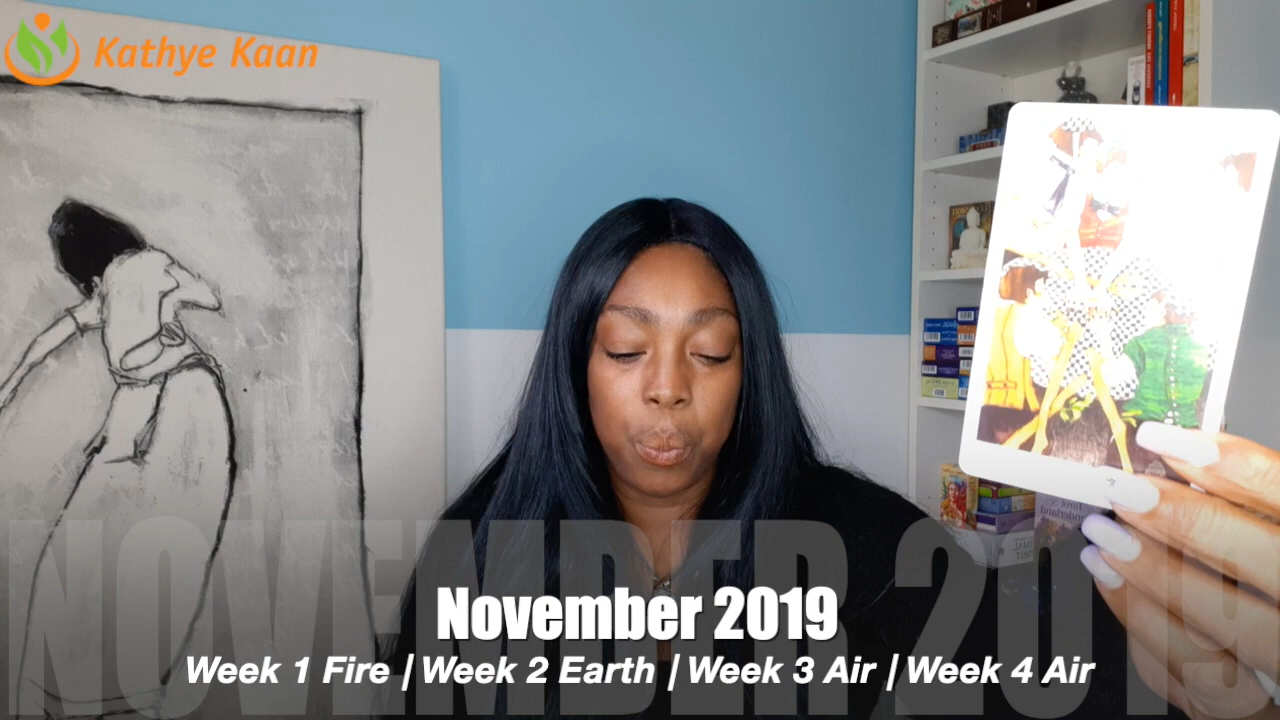 Kathye Kaan
NOVEMBER 2019
November 2019
Week 1 Fire | Week 2 Earth | Week 3 Air | Week 4 Air